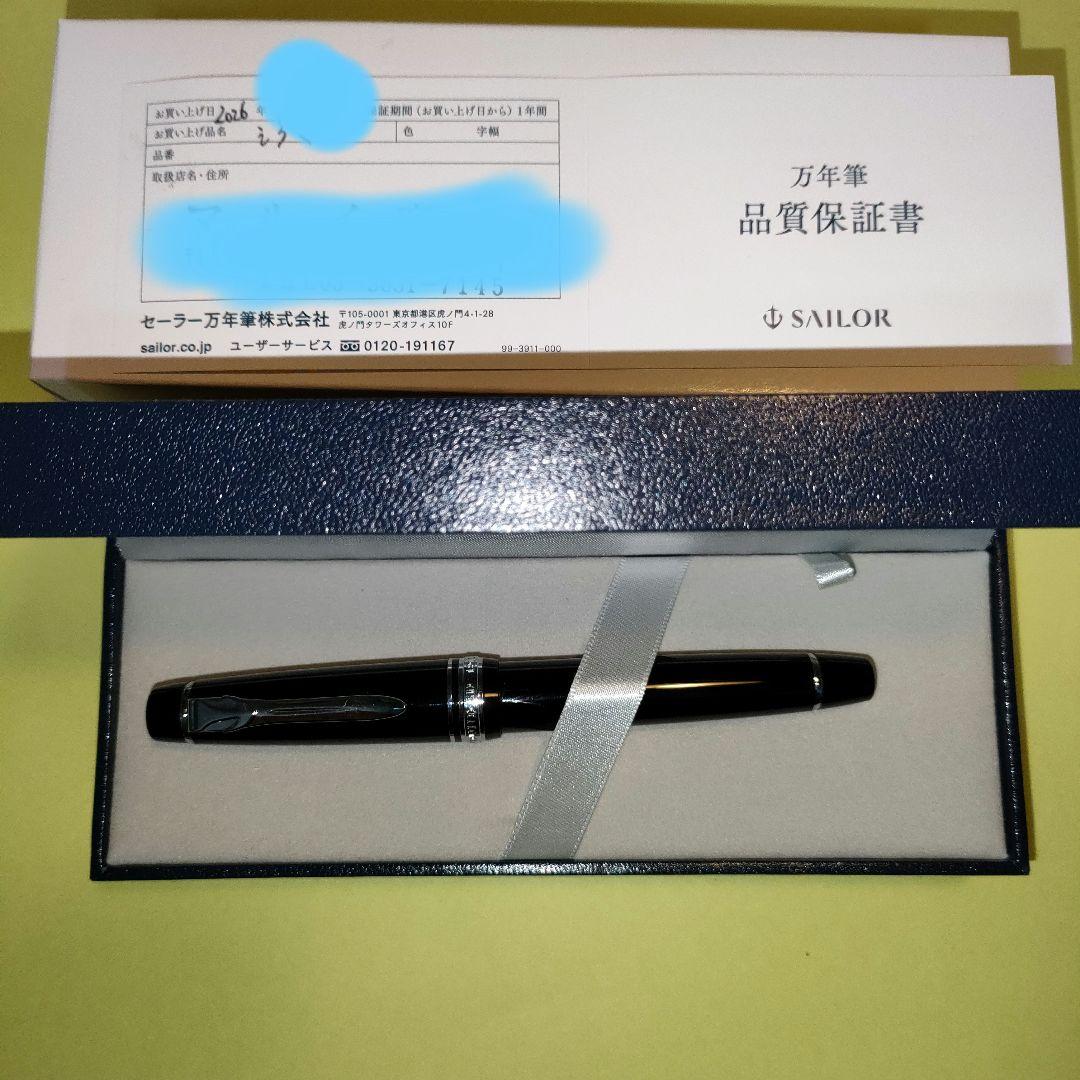 お買い上げ日 2026 年 証期間（お買い上げ日から）1年間
お買い上げ品名 色 字幅
品番
取扱店名・住所
7145
セーラー万年筆株式会社 〒105-0001 東京都港区虎ノ門4-1-28
虎ノ門タワーズオフィス10F
sailor.co.jp ユーザーサービス 0120-191167 99-3911-000
万年筆
品質保証書
SAILOR